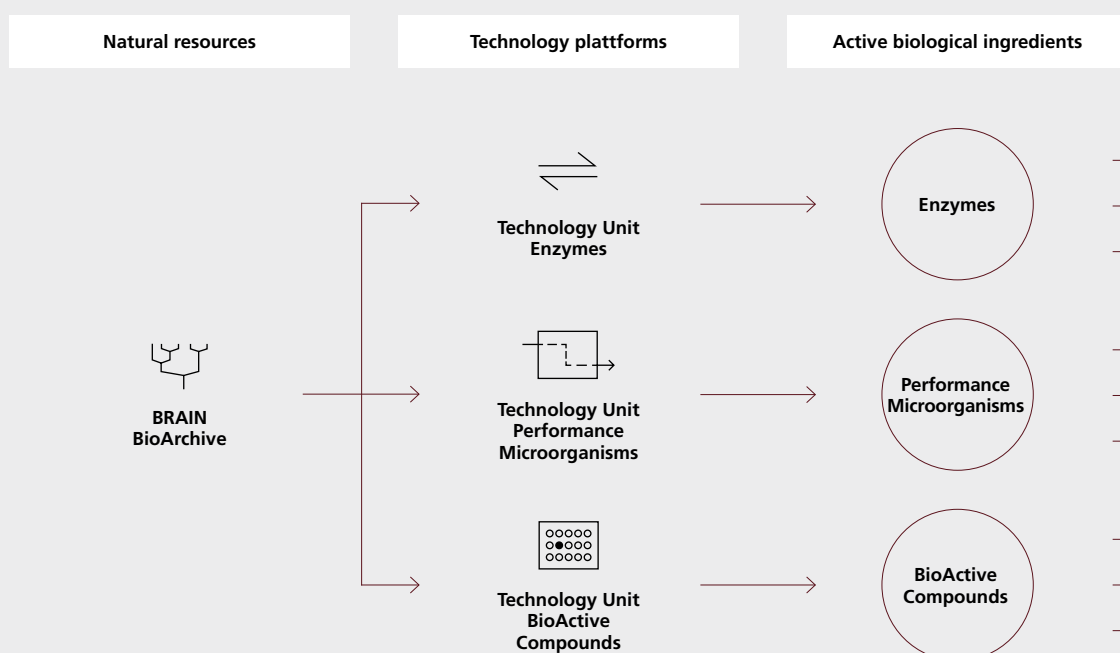 Natural resources
Technology plattforms
Active biological ingredients
Technology Unit
Enzymes
Enzymes
BRAIN
BioArchive
Technology Unit
Performance
Microorganisms
Performance
Microorganisms
Technology Unit
BioActive
Compounds
BioActive
Compounds